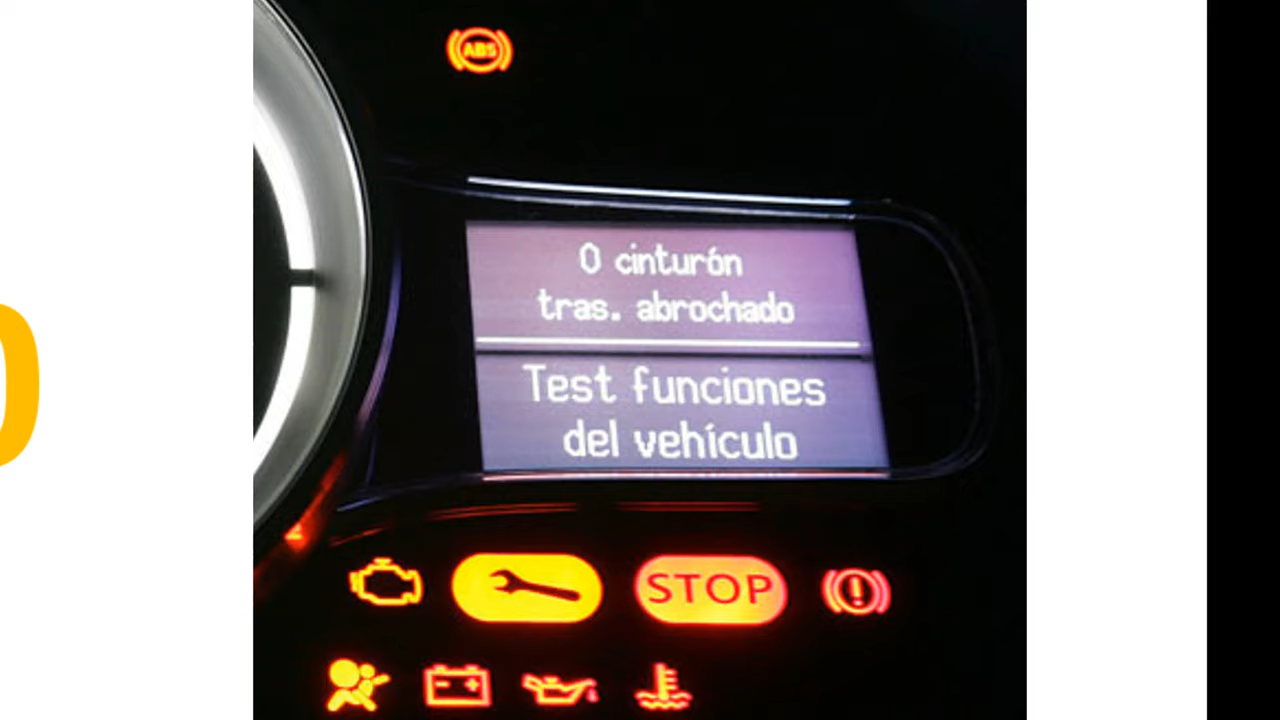 ABS
0 cinturón
tras. abrochado
Test funciones
del vehículo
STOP